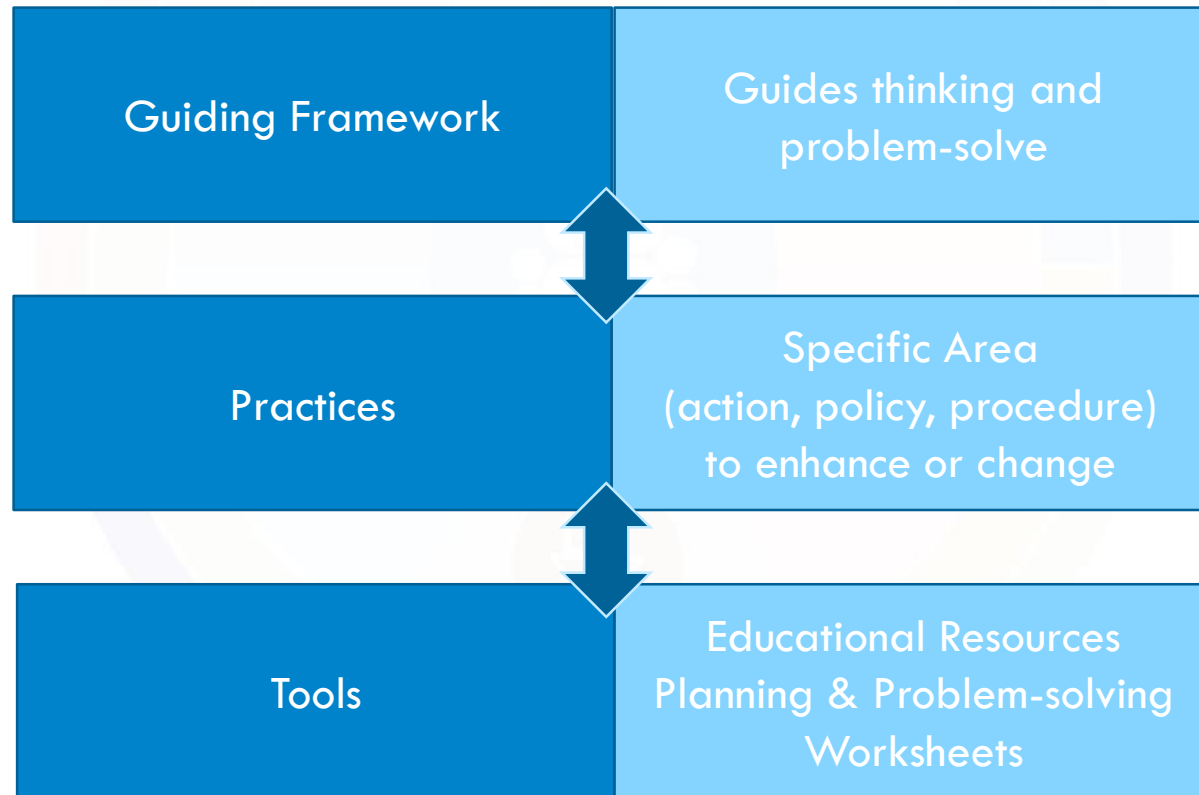 Guiding Framework
Guides thinking and
problem-solve
Practices
Specific Area
(action, policy, procedure)
to enhance or change
Tools
Educational Resources
Planning & Problem-solving
Worksheets